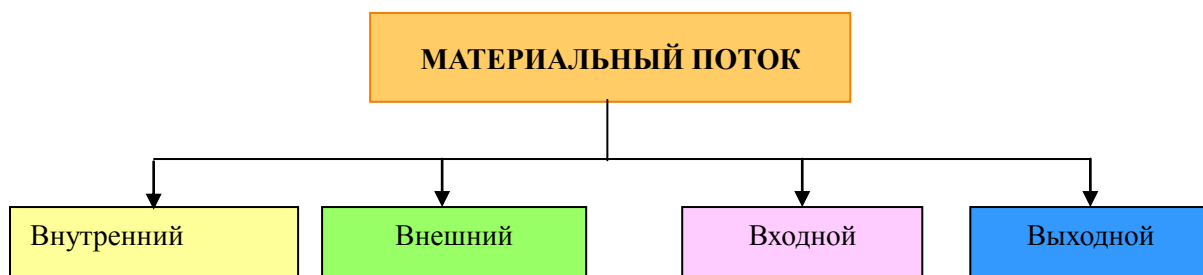 МАТЕРИАЛЬНЫЙ ПОТОК
Внутренний
Внешний
Входной
Выходной